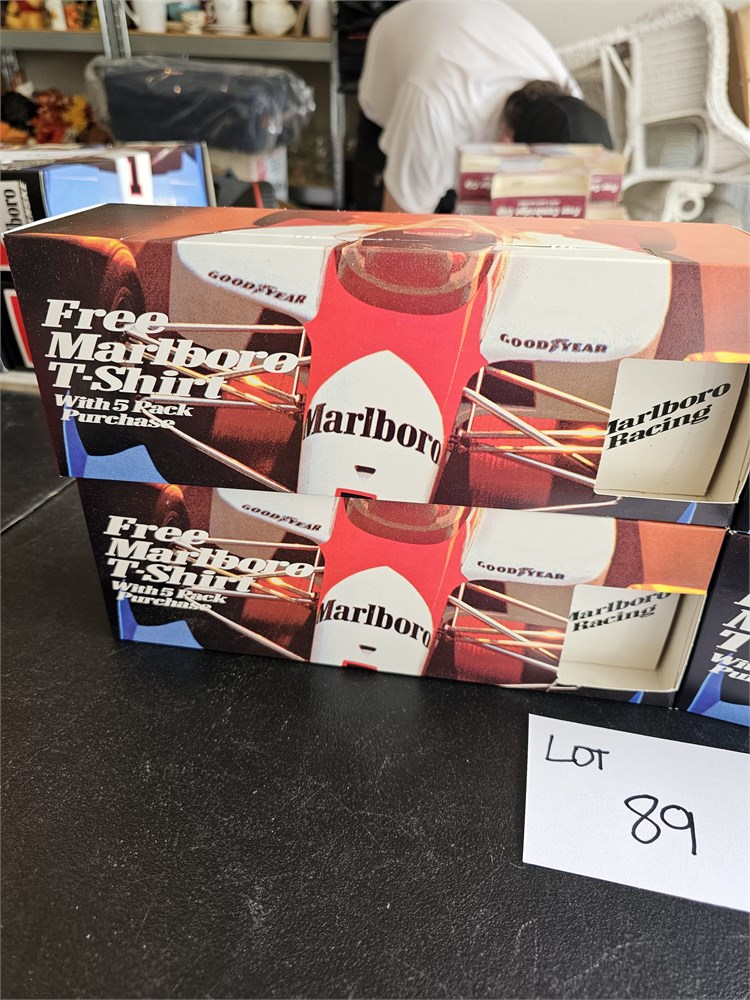 1
GOODYEAR
GOODYEAR
Free
Marlboro
T-Shirt
With 5 Pack
Purchase
Marlboro
Marlboro
Racing
GOODYEAR
GOODYEAR
Free
Marlboro
T-Shirt
With 5 Pack
Purchase
Marlboro
Marlboro
Racing
LOT
89